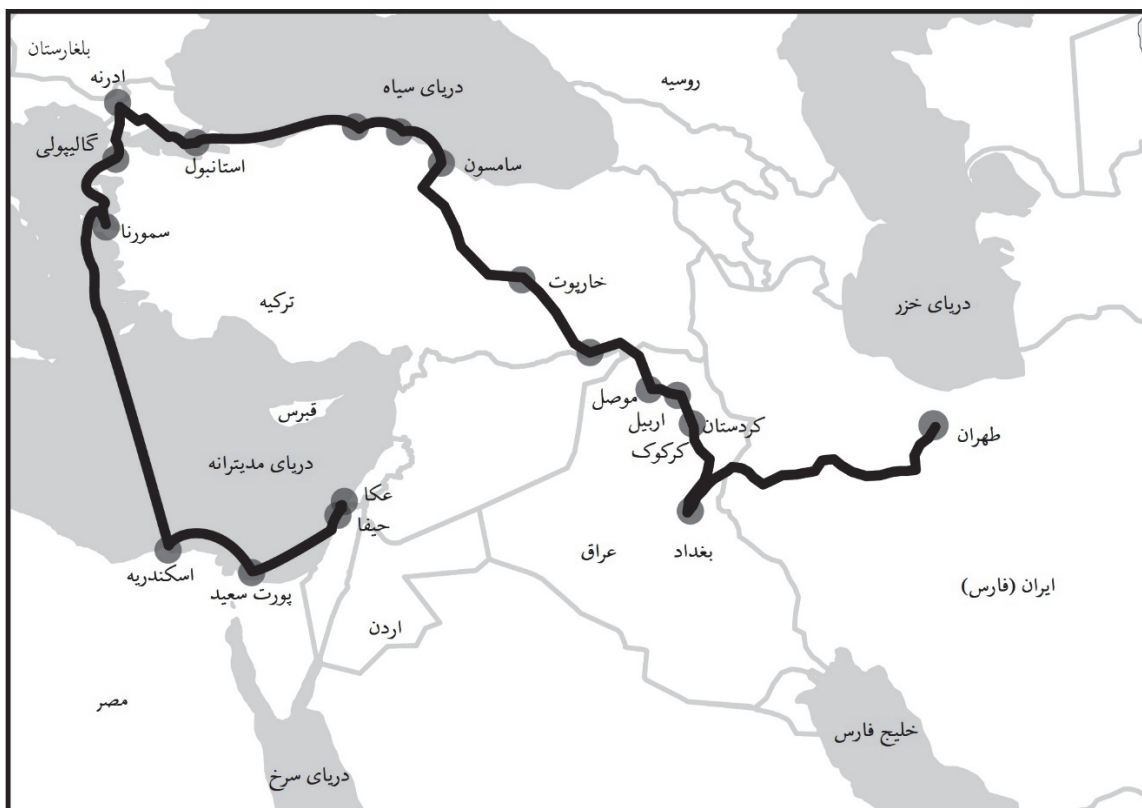 بلغارستان
ادرنه
دریای سیاه
روسیه
گالیپولی
استانبول
سامسون
سمورنا
خارپوت
ترکیه
دریای خزر
موصل
اربیل
کردستان
کرکوک
طهران
قبرس
دریای مدیترانه
عکا
حیفا
اسکندریه
پورت سعید
عراق
بغداد
ایران (فارس)
اردن
مصر
خلیج فارس
دریای سرخ